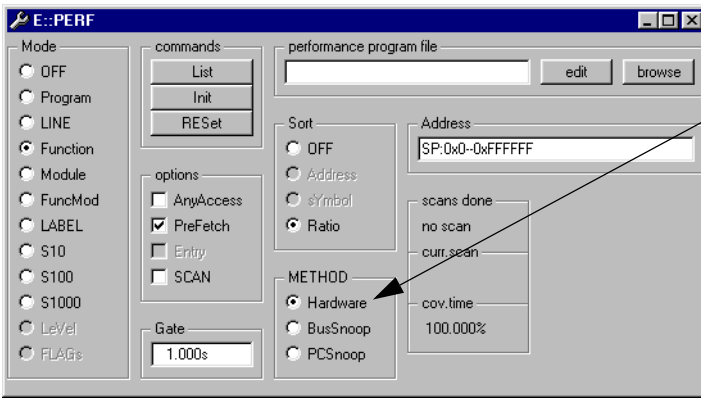 E::PERF
Mode
OFF
Program
LINE
Function
Module
FuncMod
LABEL
S10
S100
S1000
LeVel
FLAGs
commands
List
Init
RESet
options
AnyAccess
PreFetch
Entry
SCAN
Gate
1.000s
performance program file
edit
browse
Sort
OFF
Address
sYmbol
Ratio
METHOD
Hardware
BusSnoop
PCSnoop
Address
SP:0x0--0xFFFFFF
scans done
no scan
curr.scan
cov.time
100.000%